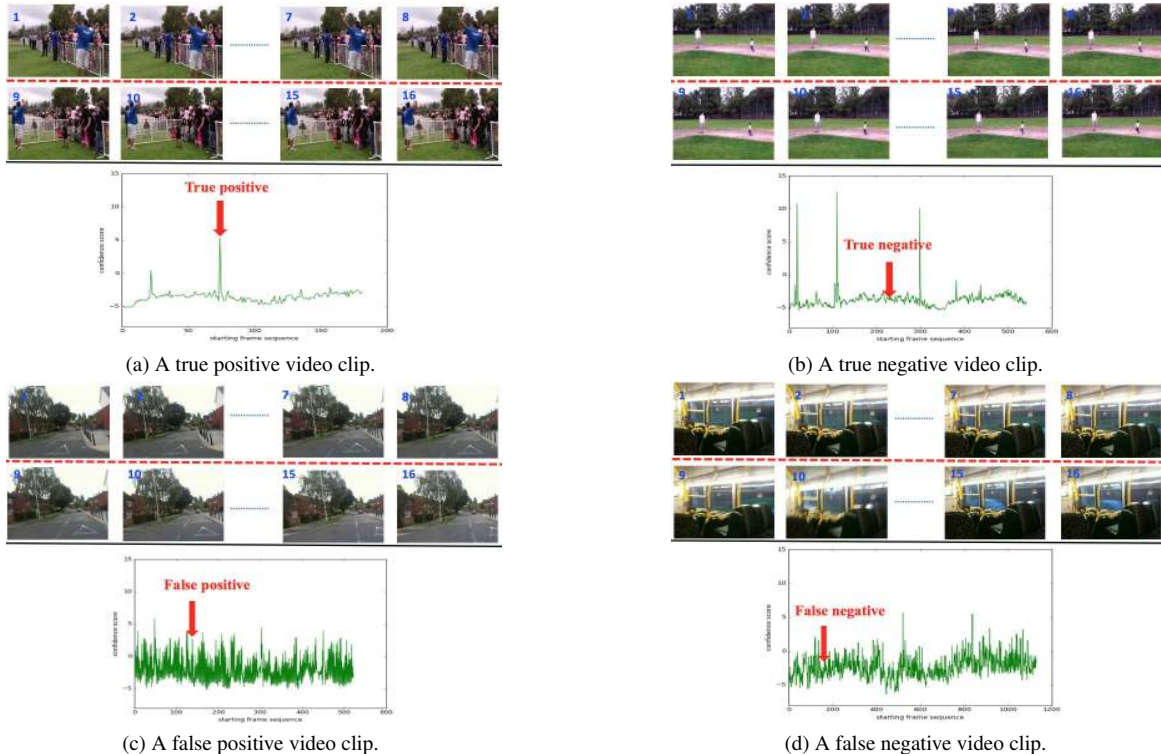 1 2 7 8
9 10 15 16
True positive
confidence score
15
10
5
0
−5
0 50 100 150 200
starting frame sequence
(a) A true positive video clip.
9 10 15 16
True negative
confidence score
15
10
5
0
−5
0 100 200 300 400 500 600
starting frame sequence
(b) A true negative video clip.
7 8
9 10 15 16
False positive
confidence score
15
10
5
0
−5
0 100 200 300 400 500 600
starting frame sequence
(c) A false positive video clip.
1 2 7 8
9 10 15 16
False negative
confidence score
15
10
5
0
−5
0 200 400 600 800 1000 1200
starting frame sequence
(d) A false negative video clip.